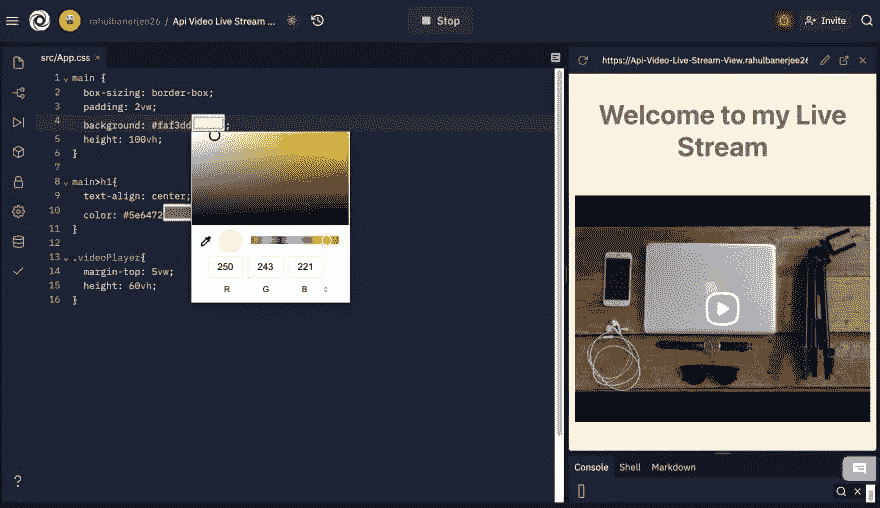 rahulbanerjee26 / Api Video Live Stream ...
Stop
Invite
src/App.css ×
https://Api-Video-Live-Stream-View.rahulbanerjee26
1 main {
2 box-sizing: border-box;
3 padding: 2vw;
4 background: #faf3dd ;
5 height: 100vh;
6 }
7
8 main>h1{
9 text-align: center;
10 color: #5e6472
11 }
12
13 .videoPlayer{
14 margin-top: 5vw;
15 height: 60vh;
16 }
250 243 221
R G B
Welcome to my Live
Stream
Console Shell Markdown
?